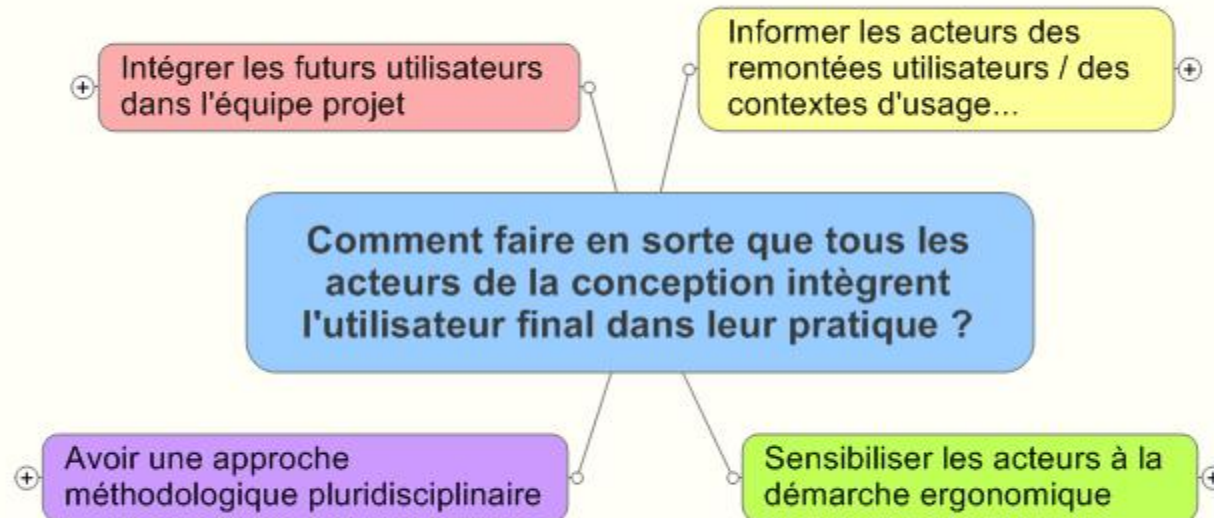 Intégrer les futurs utilisateurs
dans l'équipe projet
Informer les acteurs des
remontées utilisateurs / des
contextes d'usage...
Comment faire en sorte que tous les
acteurs de la conception intègrent
l'utilisateur final dans leur pratique ?
Avoir une approche
méthodologique pluridisciplinaire
Sensibiliser les acteurs à la
démarche ergonomique